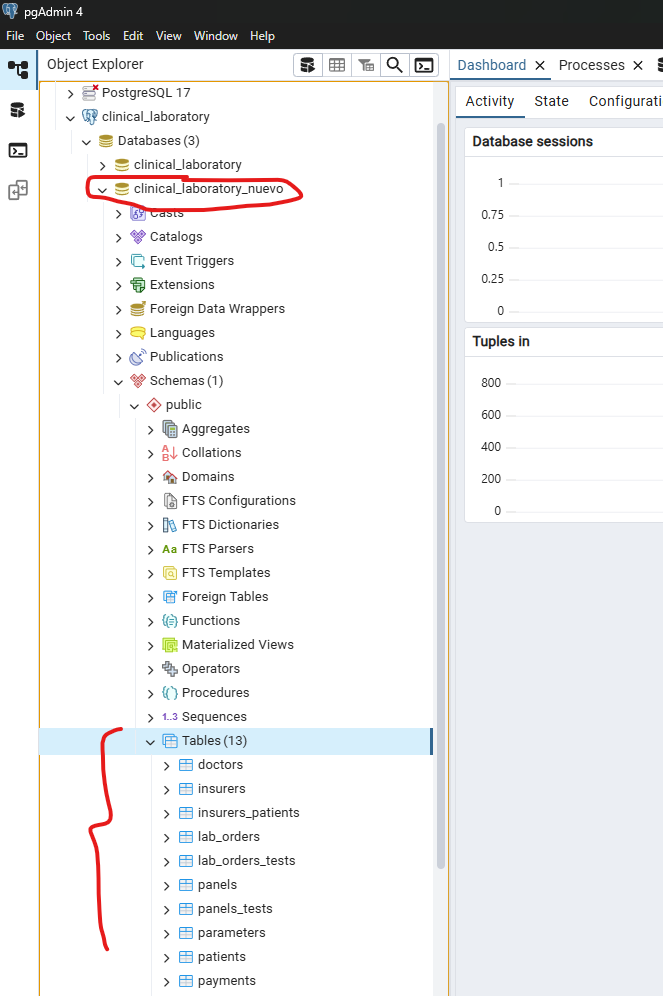 pgAdmin 4
File Object Tools Edit View Window Help
Object Explorer
Dashboard Processes
PostgreSQL 17
clinical_laboratory
Databases (3)
clinical_laboratory
clinical_laboratory_nuevo
Casts
Catalogs
Event Triggers
Extensions
Foreign Data Wrappers
Languages
Publications
Schemas (1)
public
Aggregates
Collations
Domains
FTS Configurations
FTS Dictionaries
Aa FTS Parsers
FTS Templates
Foreign Tables
Functions
Materialized Views
Operators
Procedures
1..3 Sequences
Tables (13)
doctors
insurers
insurers_patients
lab_orders
lab_orders_tests
panels
panels_tests
parameters
patients
payments
Activity State Configurati
Database sessions
1
0.75
0.5
0.25
0
Tuples in
800
600
400
200
0